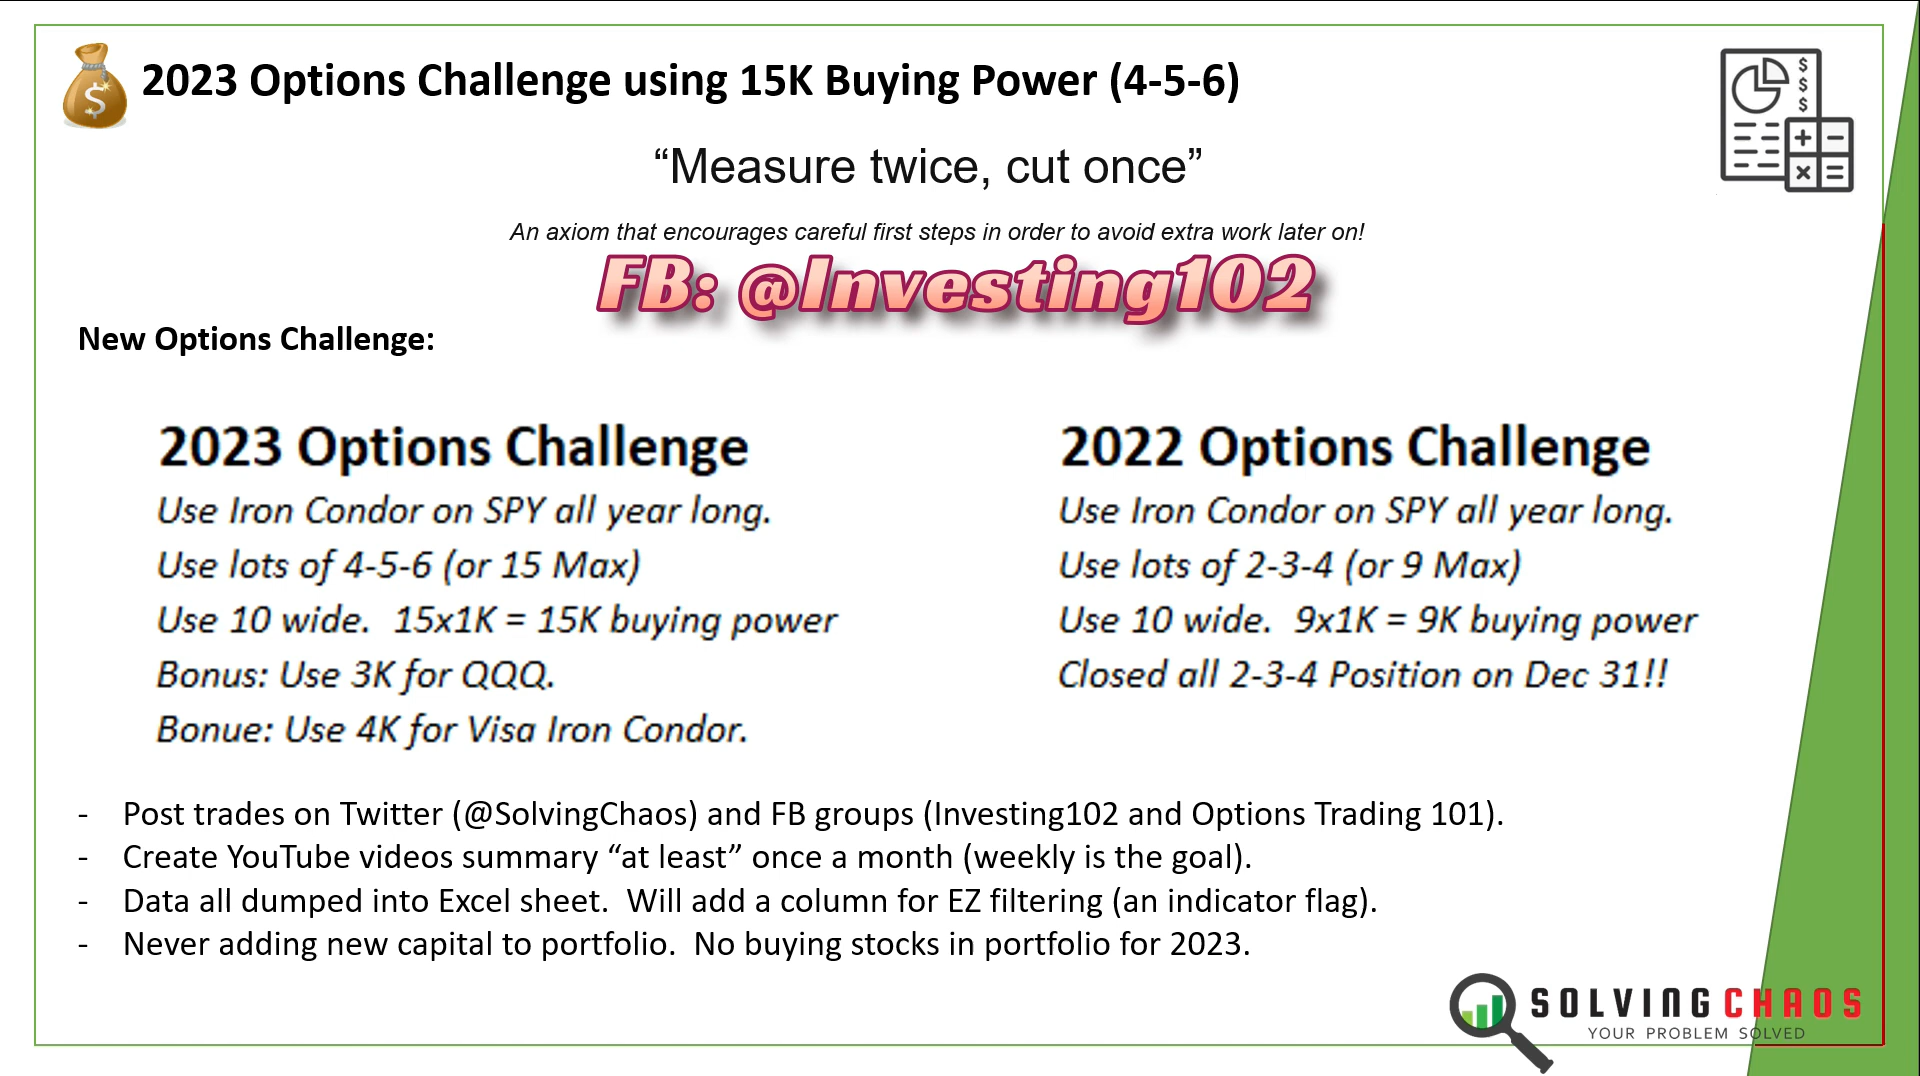 2023 Options Challenge using 15K Buying Power (4-5-6)
“Measure twice, cut once”
An axiom that encourages careful first steps in order to avoid extra work later on!
FB: @Investing102
New Options Challenge:
2023 Options Challenge
Use Iron Condor on SPY all year long.
Use lots of 4-5-6 (or 15 Max)
Use 10 wide.  15x1K = 15K buying power
Bonus: Use 3K for QQQ.
Bonue: Use 4K for Visa Iron Condor.
2022 Options Challenge
Use Iron Condor on SPY all year long.
Use lots of 2-3-4 (or 9 Max)
Use 10 wide.  9x1K = 9K buying power
Closed all 2-3-4 Position on Dec 31!!
- Post trades on Twitter (@SolvingChaos) and FB groups (Investing102 and Options Trading 101).
- Create YouTube videos summary “at least” once a month (weekly is the goal).
- Data all dumped into Excel sheet.  Will add a column for EZ filtering (an indicator flag).
- Never adding new capital to portfolio.  No buying stocks in portfolio for 2023.
SOLVINGCHAOS
YOUR PROBLEM SOLVED